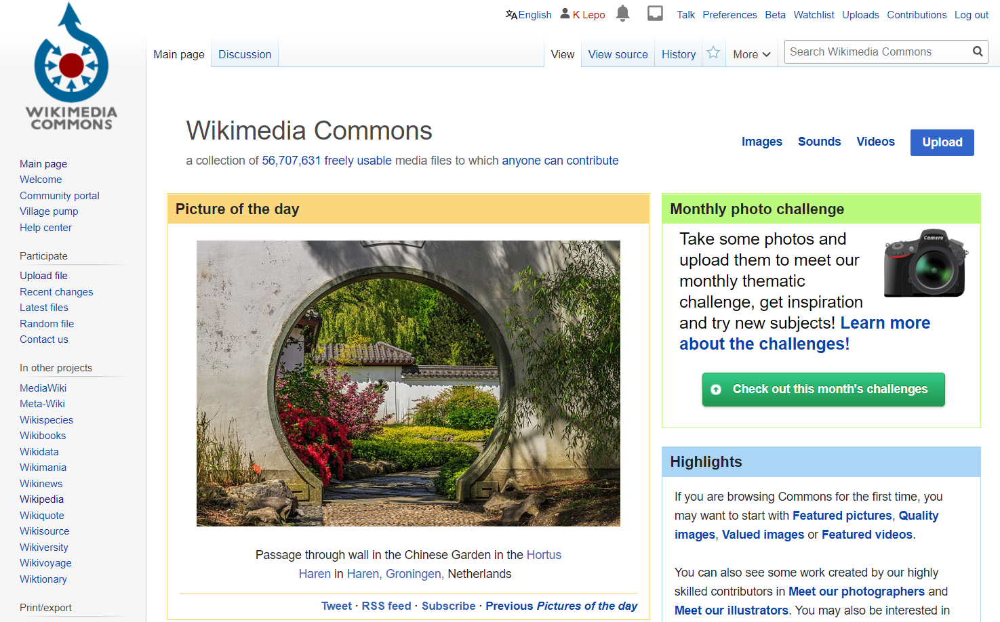 English K Lepo Talk Preferences Beta Watchlist Uploads Contributions Log out
WIKIMEDIA
COMMONS
Main page Discussion View View source History More Search Wikimedia Commons
Main page
Welcome
Community portal
Village pump
Help center
Participate
Upload file
Recent changes
Latest files
Random file
Contact us
In other projects
MediaWiki
Meta-Wiki
Wikispecies
Wikibooks
Wikidata
Wikimania
Wikinews
Wikipedia
Wikiquote
Wikisource
Wikiversity
Wikivoyage
Wiktionary
Print/export
Wikimedia Commons
a collection of 56,707,631 freely usable media files to which anyone can contribute
Images Sounds Videos Upload
Picture of the day
Passage through wall in the Chinese Garden in the Hortus
Haren in Haren, Groningen, Netherlands
Tweet · RSS feed · Subscribe · Previous Pictures of the day
Monthly photo challenge
Take some photos and
upload them to meet our
monthly thematic
challenge, get inspiration
and try new subjects! Learn more
about the challenges!
Camera
Check out this month's challenges
Highlights
If you are browsing Commons for the first time, you
may want to start with Featured pictures, Quality
images, Valued images or Featured videos.
You can also see some work created by our highly
skilled contributors in Meet our photographers and
Meet our illustrators. You may also be interested in